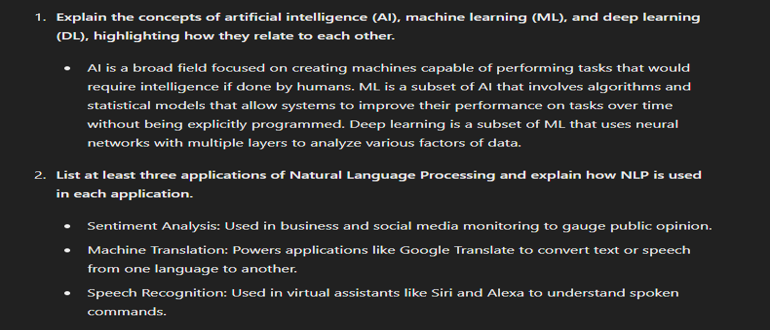 1. Explain the concepts of artificial intelligence (AI), machine learning (ML), and deep learning
(DL), highlighting how they relate to each other.
• AI is a broad field focused on creating machines capable of performing tasks that would
require intelligence if done by humans. ML is a subset of AI that involves algorithms and
statistical models that allow systems to improve their performance on tasks over time
without being explicitly programmed. Deep learning is a subset of ML that uses neural
networks with multiple layers to analyze various factors of data.
2. List at least three applications of Natural Language Processing and explain how NLP is used
in each application.
• Sentiment Analysis: Used in business and social media monitoring to gauge public opinion.
• Machine Translation: Powers applications like Google Translate to convert text or speech
from one language to another.
• Speech Recognition: Used in virtual assistants like Siri and Alexa to understand spoken
commands.